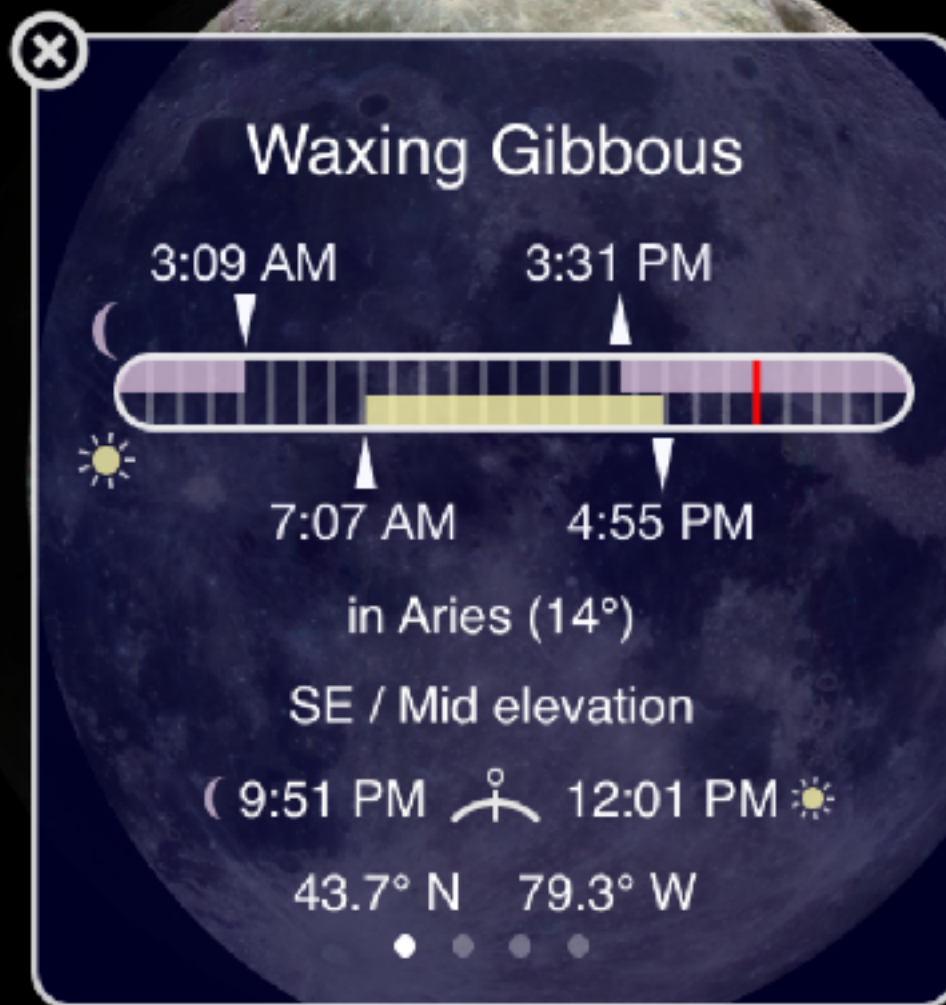 Waxing Gibbous
3:09 AM 3:31 PM
7:07 AM 4:55 PM
in Aries (14°)
SE / Mid elevation
9:51 PM 12:01 PM
43.7° N 79.3° W